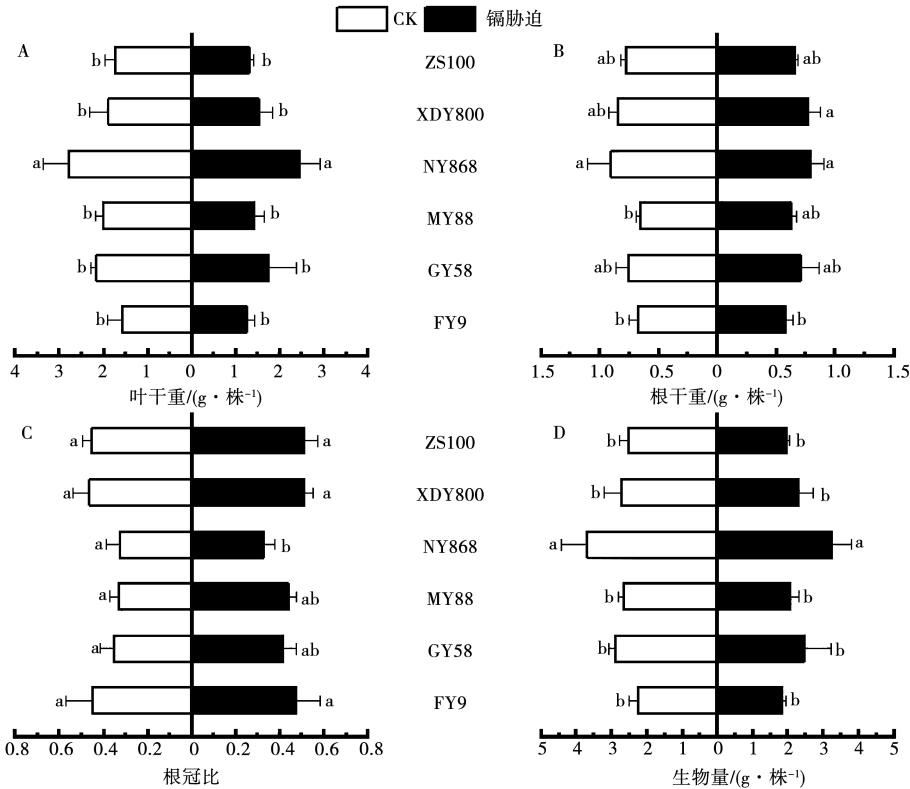 CK 镉胁迫
A B
b b ZS100 ab ab
b b XDY800 ab a
a a NY868 a a
b b MY88 b ab
b b GY58 ab ab
b b FY9 b b
4 3 2 1 0 1 2 3 4 1.5 1.0 0.5 0 0.5 1.0 1.5
叶干重/(g·株⁻¹) 根干重/(g·株⁻¹)
C D
a a ZS100 b b
a a XDY800 b b
a b NY868 a a
a ab MY88 b b
a ab GY58 b b
a a FY9 b b
0.8 0.6 0.4 0.2 0 0.2 0.4 0.6 0.8 5 4 3 2 1 0 1 2 3 4 5
根冠比 生物量/(g·株⁻¹)